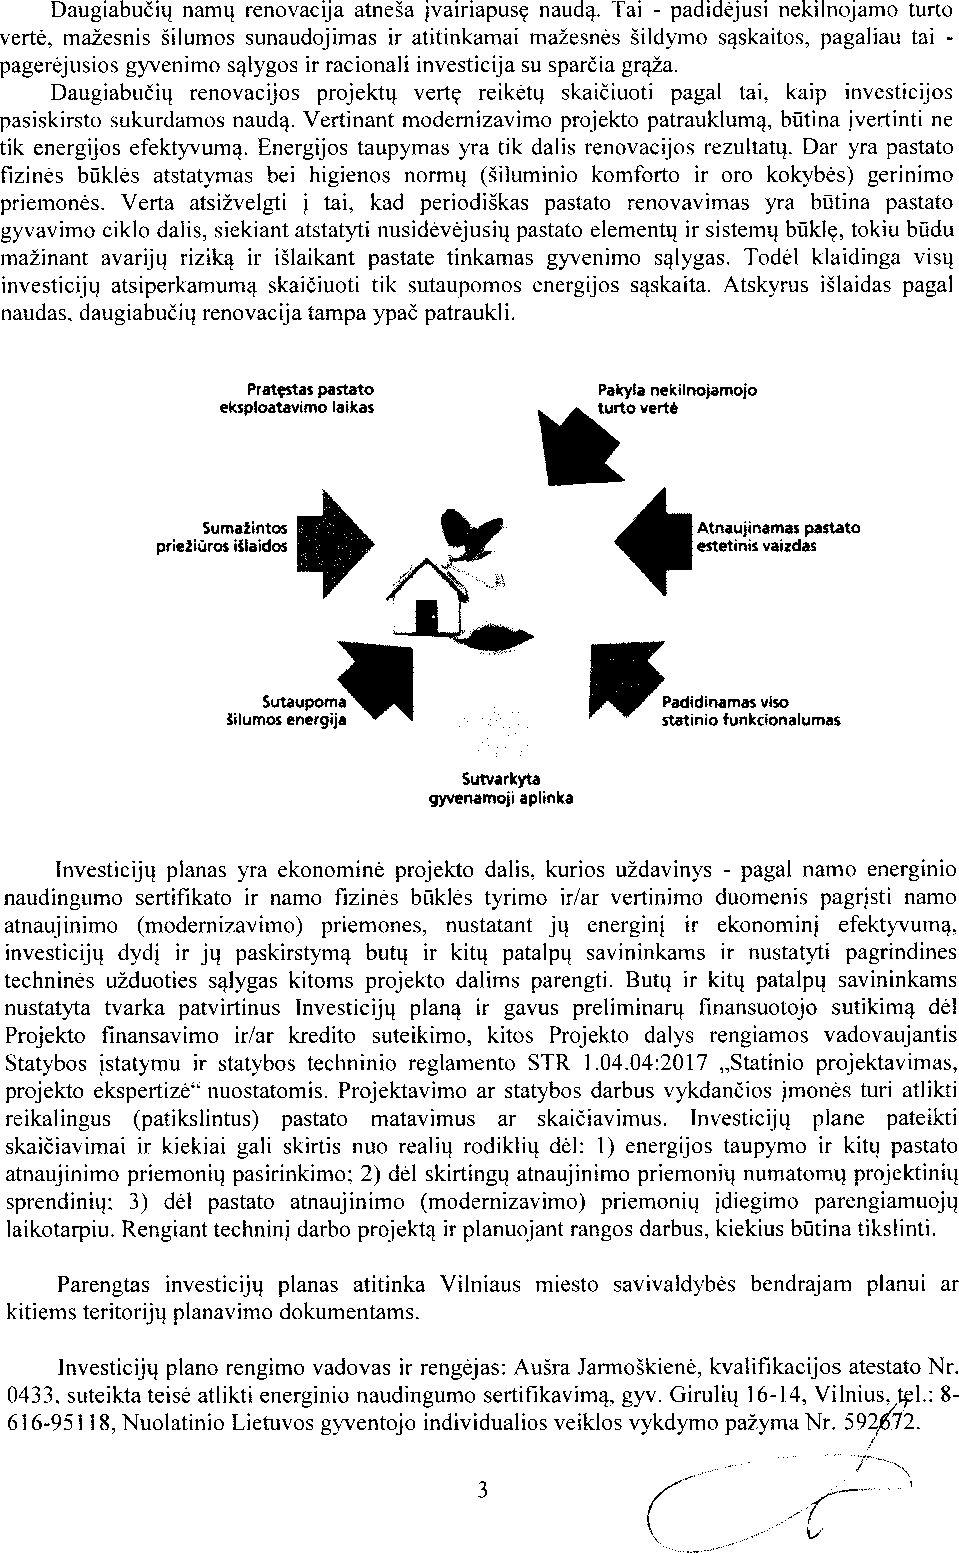 Daugiabučių namų renovacija atneša įvairiapusę naudą. Tai - padidėjusi nekilnojamo turto
vertė, mažesnis šilumos sunaudojimas ir atitinkamai mažesnės šildymo sąskaitos, pagaliau tai -
pagerėjusios gyvenimo sąlygos ir racionali investicija su sparčia grąža.
Daugiabučių renovacijos projektų vertę reikėtų skaičiuoti pagal tai, kaip investicijos
pasiskirsto sukurdamos naudą. Vertinant modernizavimo projekto patrauklumą, būtina įvertinti ne
tik energijos efektyvumą. Energijos taupymas yra tik dalis renovacijos rezultatų. Dar yra pastato
fizinės būklės atstatymas bei higienos normų (šiluminio komforto ir oro kokybės) gerinimo
priemonės. Verta atsižvelgti į tai, kad periodiškas pastato renovavimas yra būtina pastato
gyvavimo ciklo dalis, siekiant atstatyti nusidėvėjusių pastato elementų ir sistemų būklę, tokiu būdu
mažinant avarijų riziką ir išlaikant pastate tinkamas gyvenimo sąlygas. Todėl klaidinga visų
investicijų atsiperkamumą skaičiuoti tik sutaupomos energijos sąskaita. Atskyrus išlaidas pagal
naudas, daugiabučių renovacija tampa ypač patraukli.
Pratęstas pastato
eksploatavimo laikas
Pakyla nekilnojamojo
turto vertė
Sumažintos
priežiūros išlaidos
Atnaujinamas pastato
estetinis vaizdas
Sutaupoma
šilumos energija
Padidinamas viso
statinio funkcionalumas
Sutvarkyta
gyvenamoji aplinka
Investicijų planas yra ekonominė projekto dalis, kurios uždavinys - pagal namo energinio
naudingumo sertifikato ir namo fizinės būklės tyrimo ir/ar vertinimo duomenis pagrįsti namo
atnaujinimo (modernizavimo) priemones, nustatant jų energinį ir ekonominį efektyvumą,
investicijų dydį ir jų paskirstymą butų ir kitų patalpų savininkams ir nustatyti pagrindines
techninės užduoties sąlygas kitoms projekto dalims parengti. Butų ir kitų patalpų savininkams
nustatyta tvarka patvirtinus Investicijų planą ir gavus preliminarų finansuotojo sutikimą dėl
Projekto finansavimo ir/ar kredito suteikimo, kitos Projekto dalys rengiamos vadovaujantis
Statybos įstatymu ir statybos techninio reglamento STR 1.04.04:2017 „Statinio projektavimas,
projekto ekspertizė“ nuostatomis. Projektavimo ar statybos darbus vykdančios įmonės turi atlikti
reikalingus (patikslintus) pastato matavimus ar skaičiavimus. Investicijų plane pateikti
skaičiavimai ir kiekiai gali skirtis nuo realių rodiklių dėl: 1) energijos taupymo ir kitų pastato
atnaujinimo priemonių pasirinkimo; 2) dėl skirtingų atnaujinimo priemonių numatomų projektinių
sprendinių; 3) dėl pastato atnaujinimo (modernizavimo) priemonių įdiegimo parengiamuojų
laikotarpiu. Rengiant techninį darbo projektą ir planuojant rangos darbus, kiekius būtina tikslinti.
Parengtas investicijų planas atitinka Vilniaus miesto savivaldybės bendrajam planui ar
kitiems teritorijų planavimo dokumentams.
Investicijų plano rengimo vadovas ir rengėjas: Aušra Jarmoškienė, kvalifikacijos atestato Nr.
0433, suteikta teisė atlikti energinio naudingumo sertifikavimą, gyv. Girulių 16-14, Vilnius, tel.: 8-
616-95118, Nuolatinio Lietuvos gyventojo individualios veiklos vykdymo pažyma Nr. 592672.
3